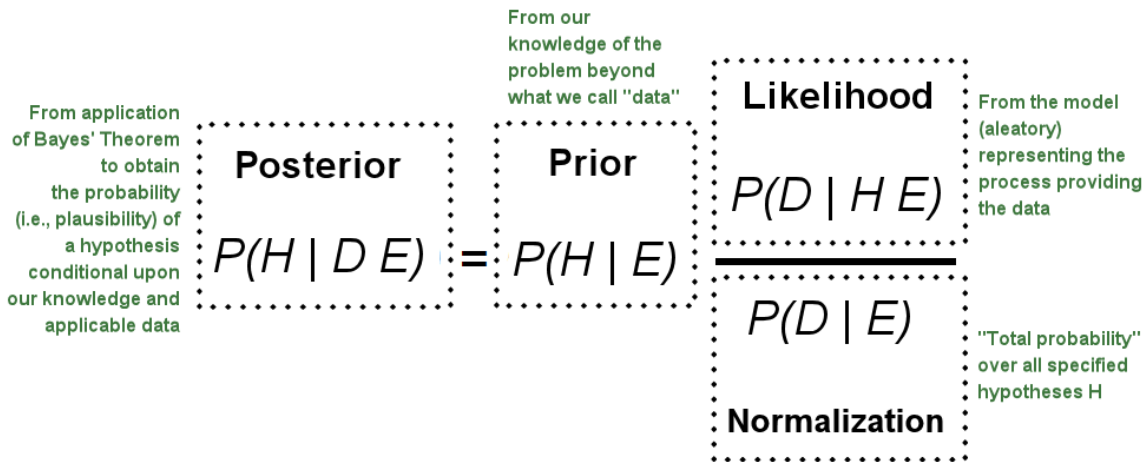 From application
of Bayes' Theorem
to obtain
the probability
(i.e., plausibility) of
a hypothesis
conditional upon
our knowledge and
applicable data
Posterior
P(H | D E)
=
From our
knowledge of the
problem beyond
what we call "data"
Prior
P(H | E)
Likelihood
P(D | H E)
From the model
(aleatory)
representing the
process providing
the data
P(D | E)
Normalization
"Total probability"
over all specified
hypotheses H